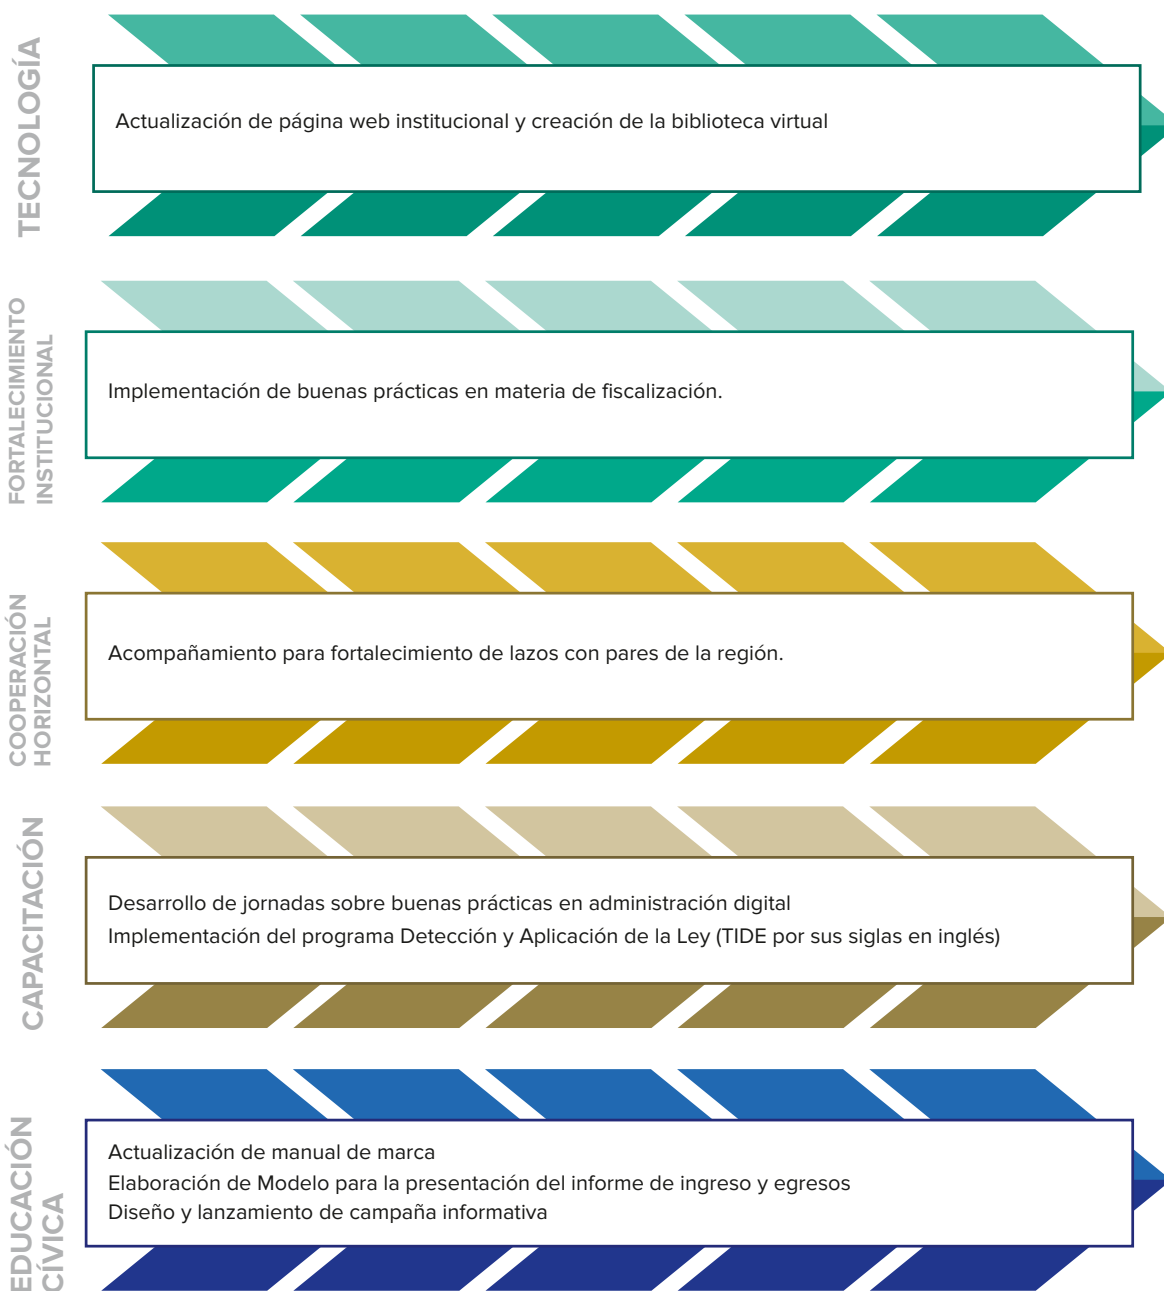 TECNOLOGÍA
Actualización de página web institucional y creación de la biblioteca virtual
FORTALECIMIENTO
INSTITUCIONAL
Implementación de buenas prácticas en materia de fiscalización.
COOPERACIÓN
HORIZONTAL
Acompañamiento para fortalecimiento de lazos con pares de la región.
CAPACITACIÓN
Desarrollo de jornadas sobre buenas prácticas en administración digital
Implementación del programa Detección y Aplicación de la Ley (TIDE por sus siglas en inglés)
EDUCACIÓN
CÍVICA
Actualización de manual de marca
Elaboración de Modelo para la presentación del informe de ingreso y egresos
Diseño y lanzamiento de campaña informativa